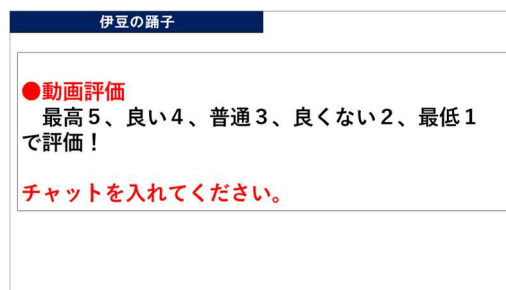 伊豆の踊子
●動画評価
　最高５、良い４、普通３、良くない２、最低１
で評価！
チャットを入れてください。